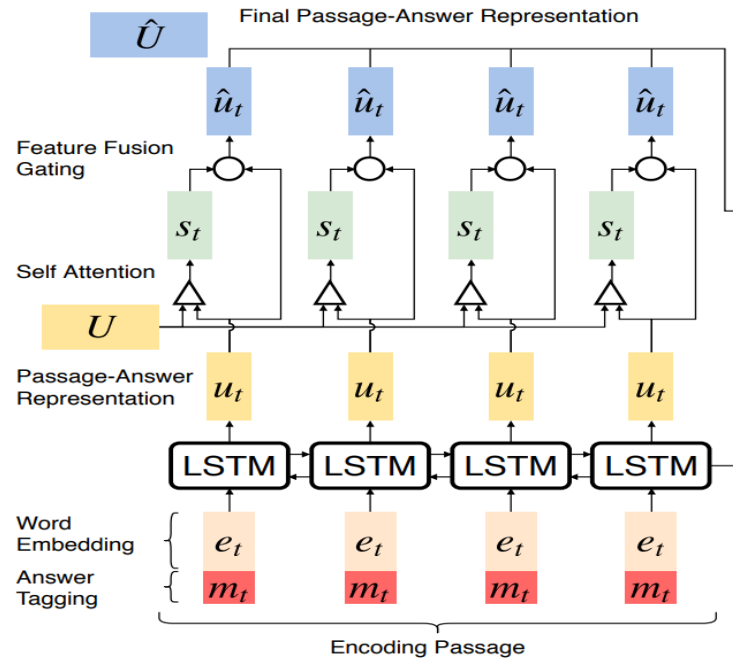 Final Passage-Answer Representation
Û
û_t û_t û_t û_t
Feature Fusion
Gating
s_t s_t s_t s_t
Self Attention
U
Passage-Answer
Representation
u_t u_t u_t u_t
LSTM LSTM LSTM LSTM
Word
Embedding
e_t e_t e_t e_t
Answer
Tagging
m_t m_t m_t m_t
Encoding Passage